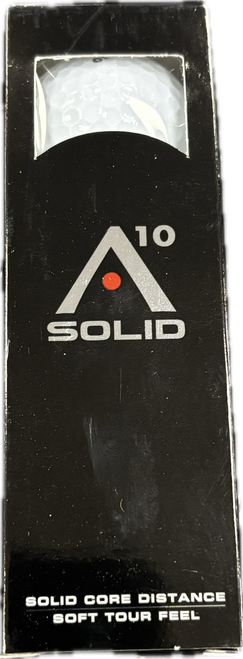 A10
SOLID
SOLID CORE DISTANCE
SOFT TOUR FEEL